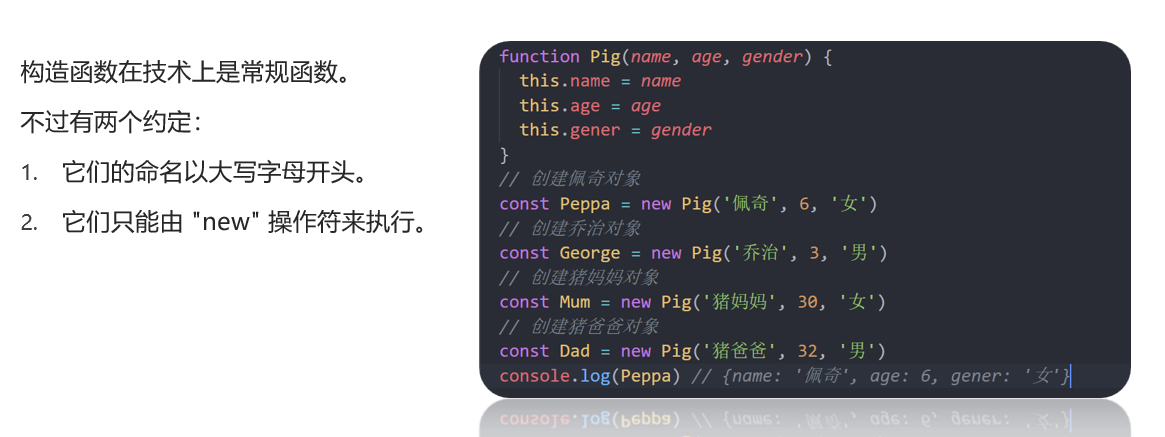 构造函数在技术上是常规函数。
不过有两个约定：
1. 它们的命名以大写字母开头。
2. 它们只能由 "new" 操作符来执行。
function Pig(name, age, gender) {
  this.name = name
  this.age = age
  this.gener = gender
}
// 创建佩奇对象
const Peppa = new Pig('佩奇', 6, '女')
// 创建乔治对象
const George = new Pig('乔治', 3, '男')
// 创建猪妈妈对象
const Mum = new Pig('猪妈妈', 30, '女')
// 创建猪爸爸对象
const Dad = new Pig('猪爸爸', 32, '男')
console.log(Peppa) // {name: '佩奇', age: 6, gener: '女'}